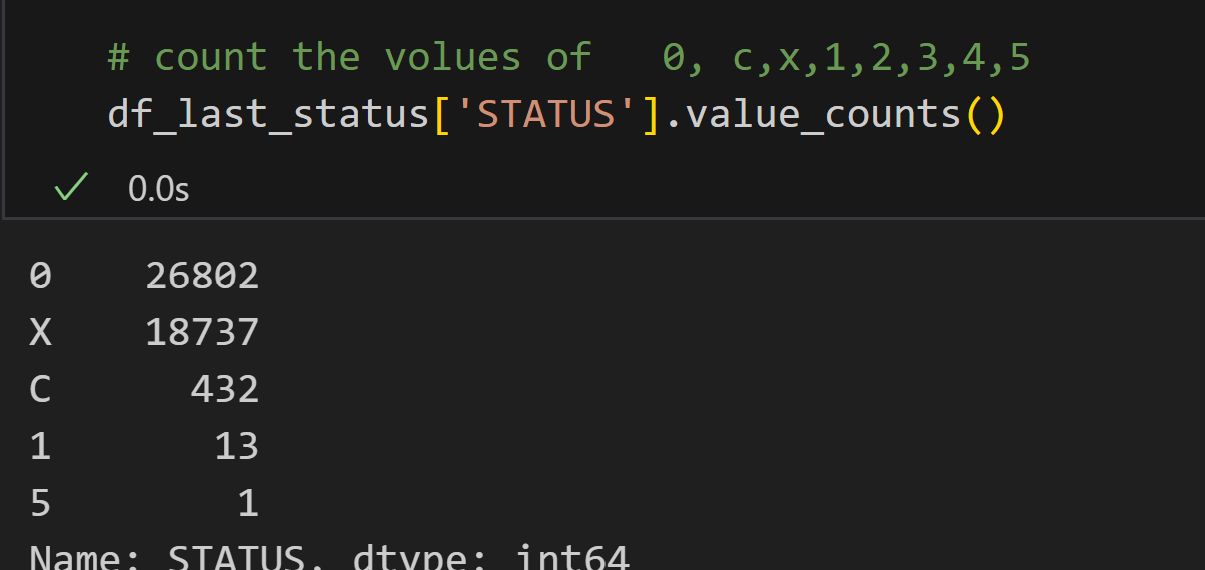 # count the volues of   0, c,x,1,2,3,4,5
df_last_status['STATUS'].value_counts()
0.0s
0     26802
X     18737
C       432
1        13
5         1
Name: STATUS, dtype: int64